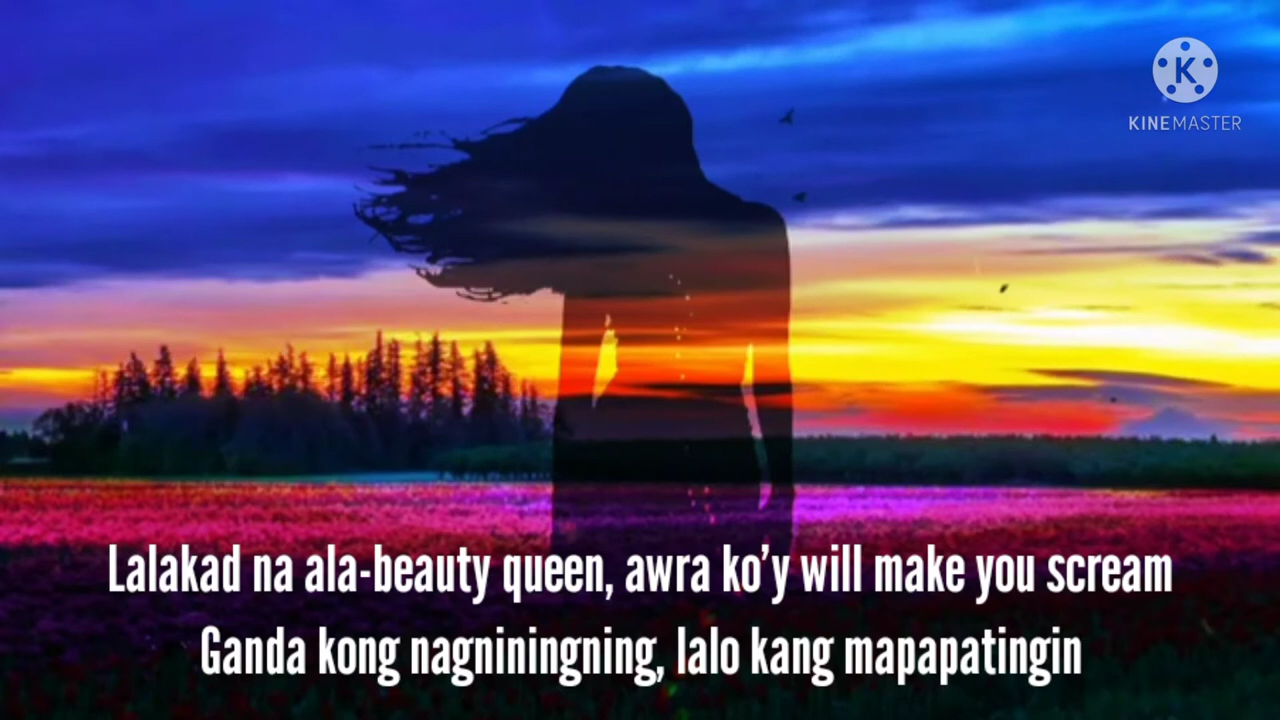 K
KINEMASTER
Lalakad na ala-beauty queen, awra ko’y will make you scream
Ganda kong nagniningning, lalo kang mapapatingin